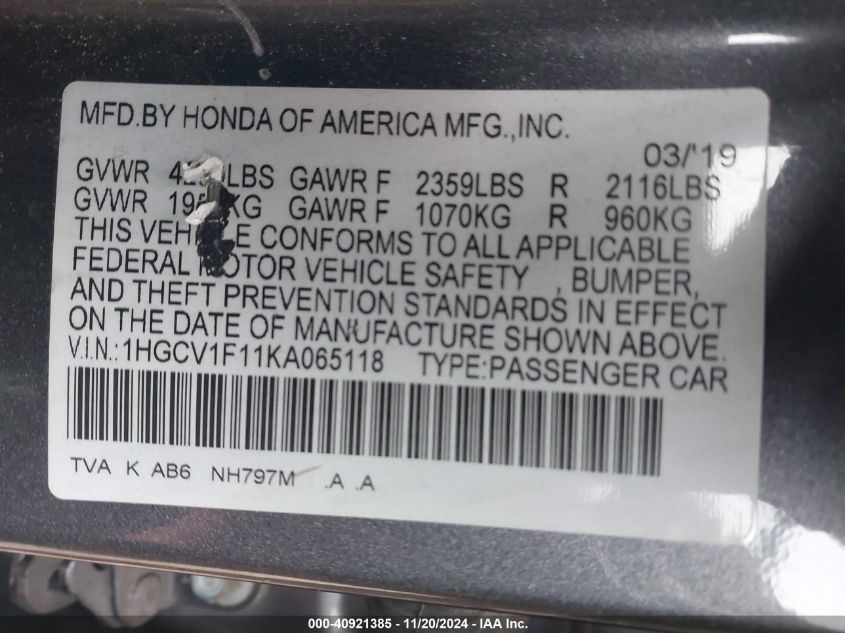 MFD.BY HONDA OF AMERICA MFG.,INC.
03/'19
GVWR LBS GAWR F 2359LBS R 2116LBS
GVWR KG GAWR F 1070KG R 960KG
THIS CONFORMS TO ALL APPLICABLE
FEDERAL VEHICLE SAFETY , BUMPER,
AND THEFT PREVENTION STANDARDS IN EFFECT
ON THE DATE OF MANUFACTURE SHOWN ABOVE.
V.I.N.:1HGCV1F11KA065118 TYPE:PASSENGER CAR
TVA K AB6 NH797M .A .A
000-40921385 - 11/20/2024 - IAA Inc.